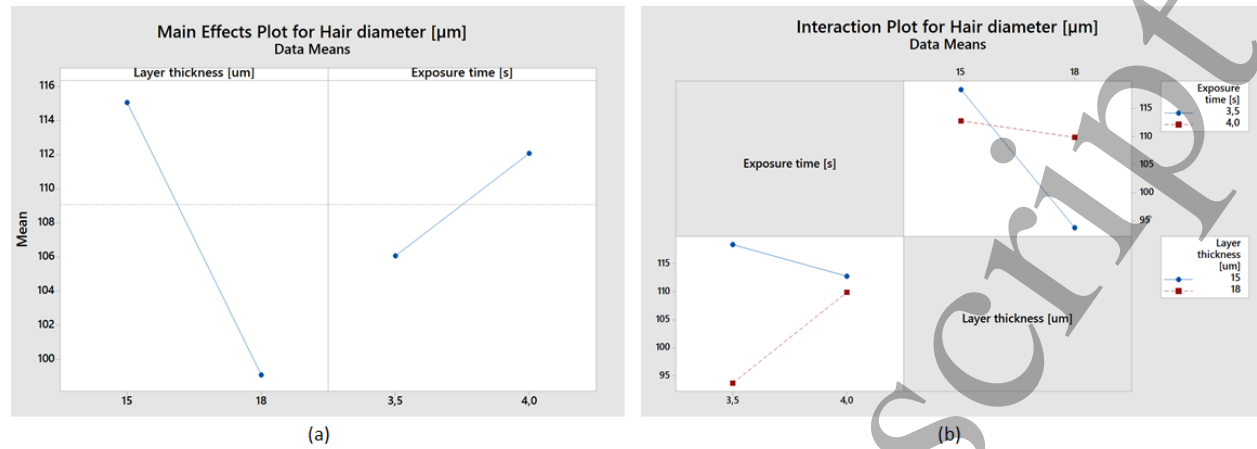 Main Effects Plot for Hair diameter [µm]
Data Means
Layer thickness [um]
Exposure time [s]
116
114
112
110
108
106
104
102
100
Mean
15
18
3,5
4,0
(a)
Interaction Plot for Hair diameter [µm]
Data Means
15
18
Exposure time [s]
115
110
105
100
95
Exposure
time [s]
3,5
4,0
115
110
105
100
95
Layer thickness [um]
Layer
thickness
[um]
15
18
3,5
4,0
(b)
script